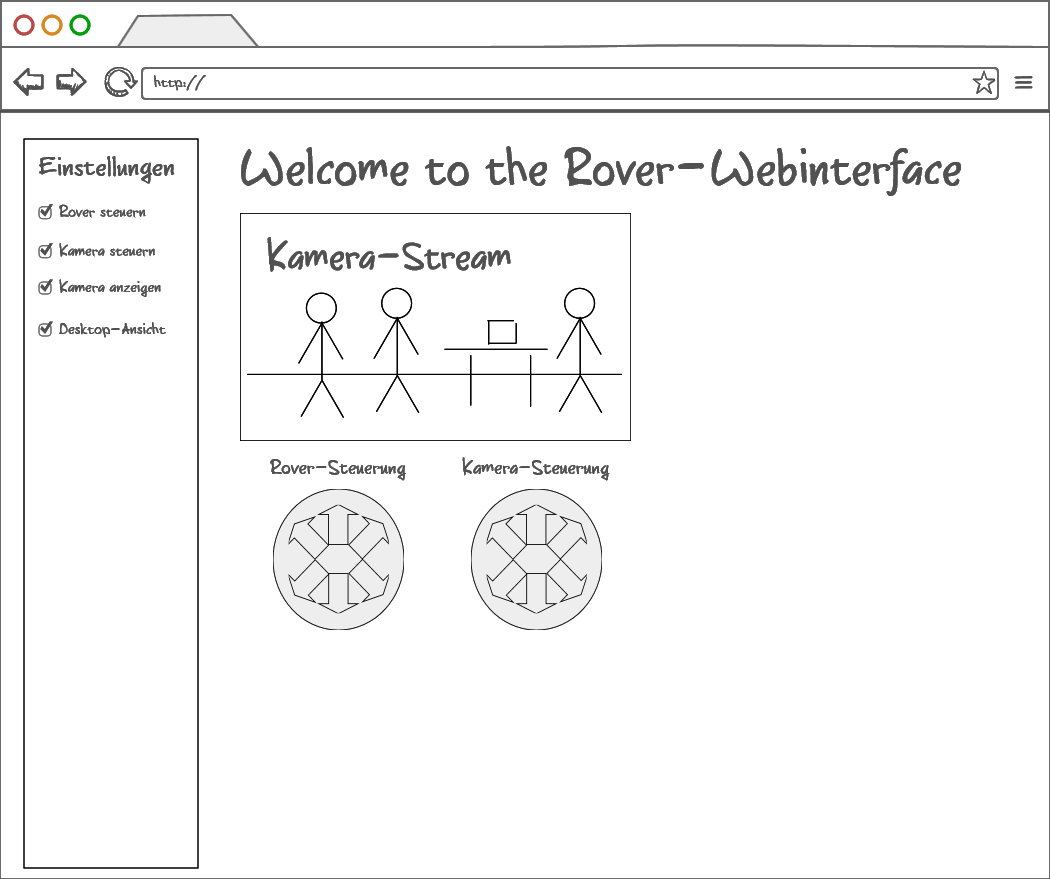 http://
Einstellungen
Rover steuern
Kamera steuern
Kamera anzeigen
Desktop-Ansicht
Welcome to the Rover-Webinterface
Kamera-Stream
Rover-Steuerung
Kamera-Steuerung